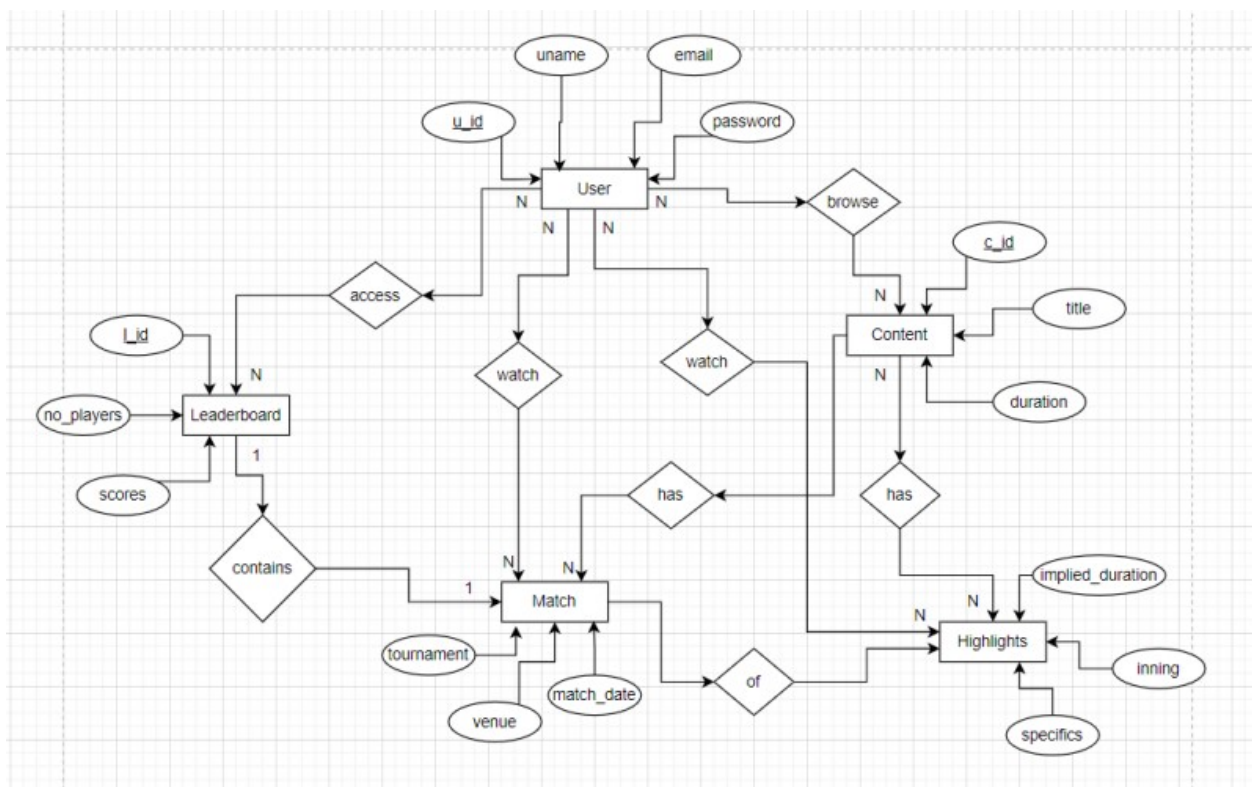 uname
email
u_id
password
User
N
N
N
N
browse
c_id
access
N
title
l_id
Content
watch
watch
N
N
duration
no_players
Leaderboard
1
scores
has
has
contains
N
N
implied_duration
1
Match
N
N
Highlights
tournament
inning
of
match_date
venue
specifics